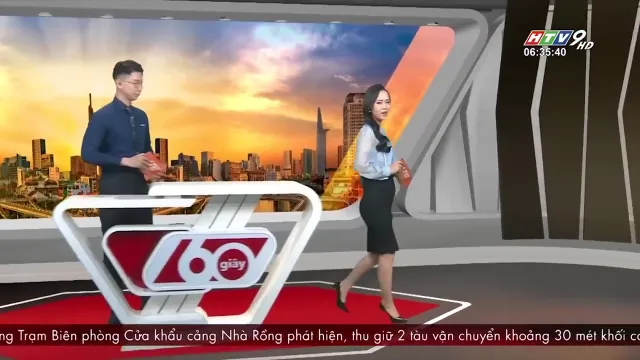 HTV9 HD
06:35:40
60 giây
ng Trạm Biên phòng Cửa khẩu cảng Nhà Rồng phát hiện, thu giữ 2 tàu vận chuyển khoảng 30 mét khối c